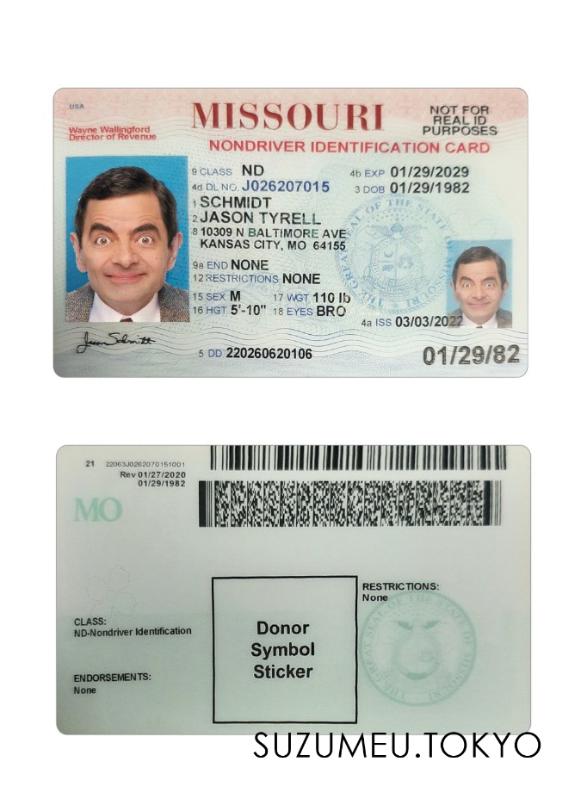 USA
MISSOURI
NOT FOR
REAL ID
PURPOSES
Wayne Wallingford
Director of Revenue
NONDRIVER IDENTIFICATION CARD
9 CLASS ND
4b EXP 01/29/2029
4d DL NO. J026207015
3 DOB 01/29/1982
1 SCHMIDT
2 JASON TYRELL
8 10309 N BALTIMORE AVE
KANSAS CITY, MO 64155
9a END NONE
12 RESTRICTIONS NONE
15 SEX M 17 WGT 110 lb
16 HGT 5'-10" 18 EYES BRO
4a ISS 03/03/2022
5 DD 220260620106
01/29/82
21 22063J0262070151001
Rev 01/27/2020
01/29/1982
MO
RESTRICTIONS:
None
CLASS:
ND-Nondriver Identification
Donor
Symbol
Sticker
ENDORSEMENTS:
None
SUZUMEU.TOKYO